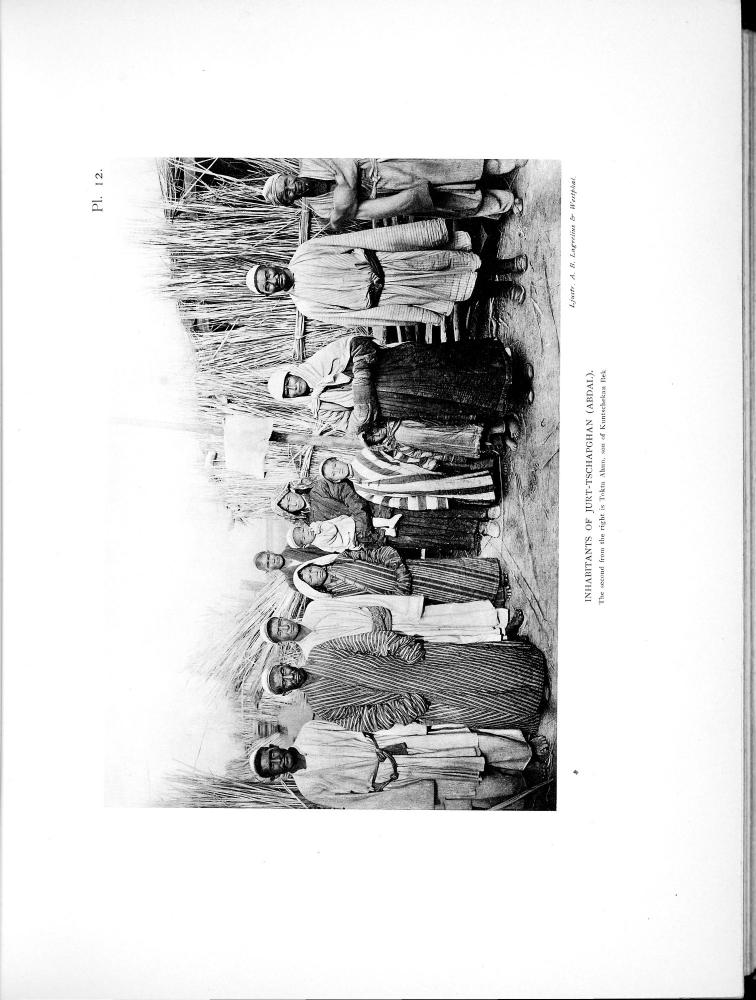 Pl. 12.
Ljustr. A. B. Lagrelius & Westphal.
INHABITANTS OF JURT-TSCHAPGHAN (ABDAL).
The second from the right is Toktu Ahun, son of Kuntschekan Bek